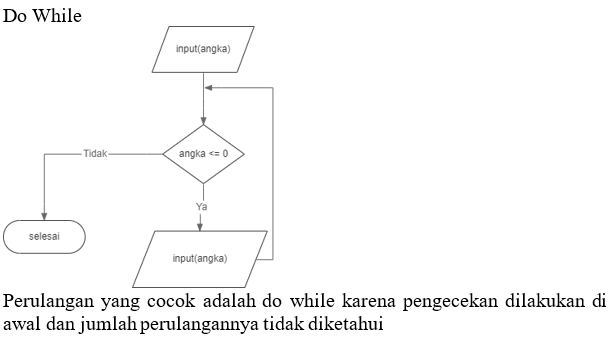 Do While
input(angka)
angka <= 0
Tidak
Ya
selesai
input(angka)
Perulangan yang cocok adalah do while karena pengecekan dilakukan di
awal dan jumlah perulangannya tidak diketahui